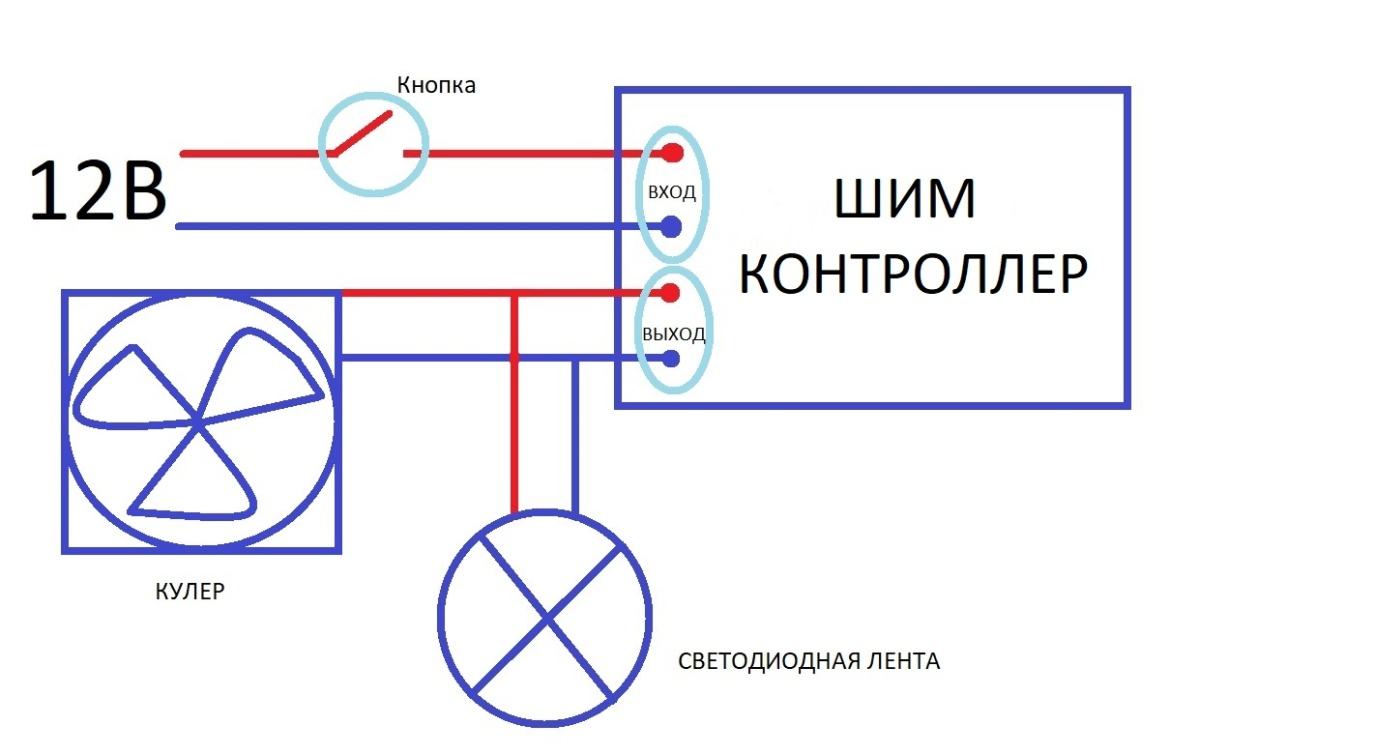 Кнопка
12В
ВХОД
ШИМ
КОНТРОЛЛЕР
ВЫХОД
КУЛЕР
СВЕТОДИОДНАЯ ЛЕНТА